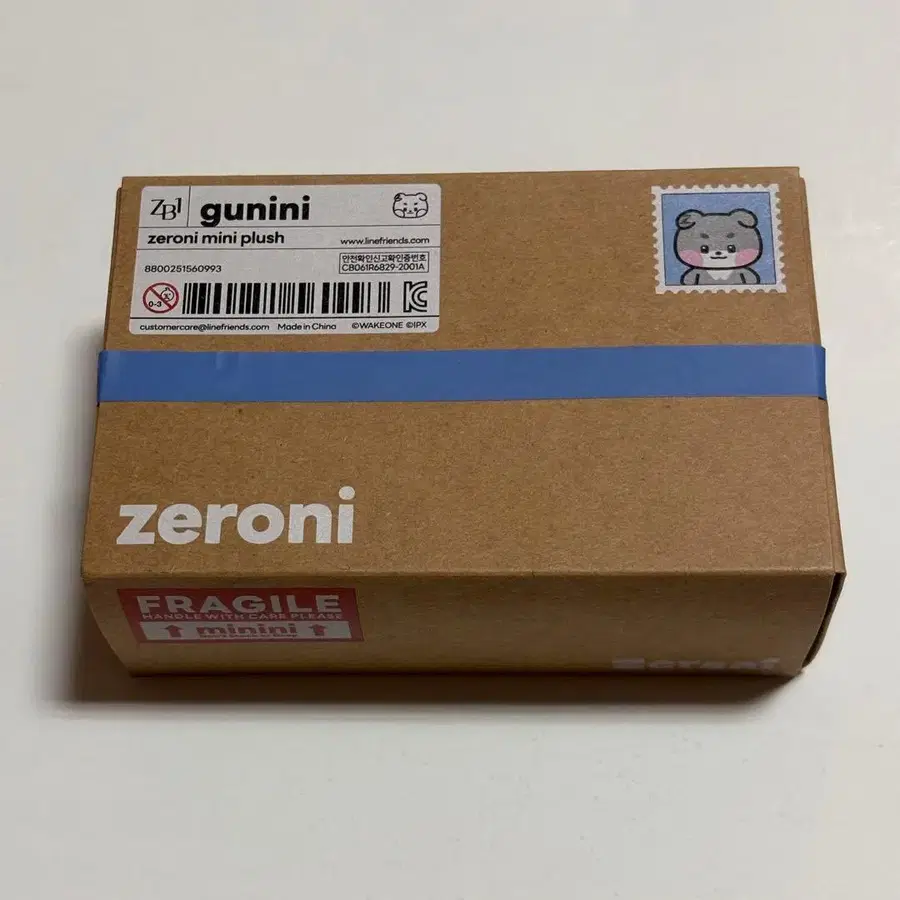 ZB1 gunini
zeroni mini plush www.linefriends.com
8800251560993
안전확인신고확인증번호
CB061R6829-2001A
0-3
customercare@linefriends.com Made in China ©WAKEONE ©IPX
zeroni
FRAGILE
HANDLE WITH CARE PLEASE
minini
zeroni